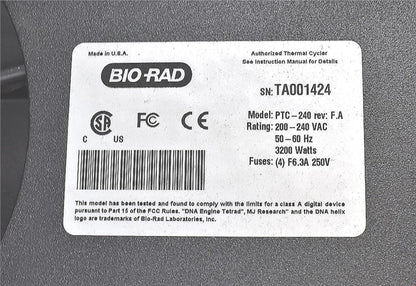 Made in U.S.A.
Authorized Thermal Cycler
See Instruction Manual for Details
BIO-RAD
SN: TA001424
Model: PTC-240 rev: F.A
Rating: 200-240 VAC
50-60 Hz
3200 Watts
Fuses: (4) F6.3A 250V
SA
FC
CE
C US
This model has been tested and found to comply with the limits for a class A digital device
pursuant to Part 15 of the FCC Rules. "DNA Engine Tetrad", MJ Research" and the DNA helix
logo are trademarks of Bio-Rad Laboratories, Inc.